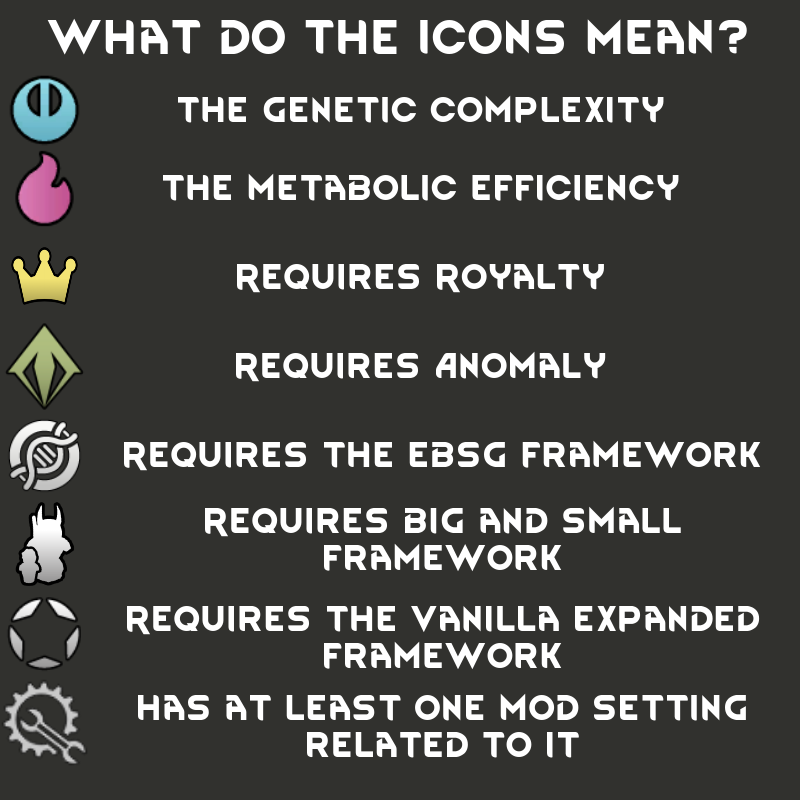 WHAT DO THE ICONS MEAN?
THE GENETIC COMPLEXITY
THE METABOLIC EFFICIENCY
REQUIRES ROYALTY
REQUIRES ANOMALY
REQUIRES THE EBSG FRAMEWORK
REQUIRES BIG AND SMALL
FRAMEWORK
REQUIRES THE VANILLA EXPANDED
FRAMEWORK
HAS AT LEAST ONE MOD SETTING
RELATED TO IT